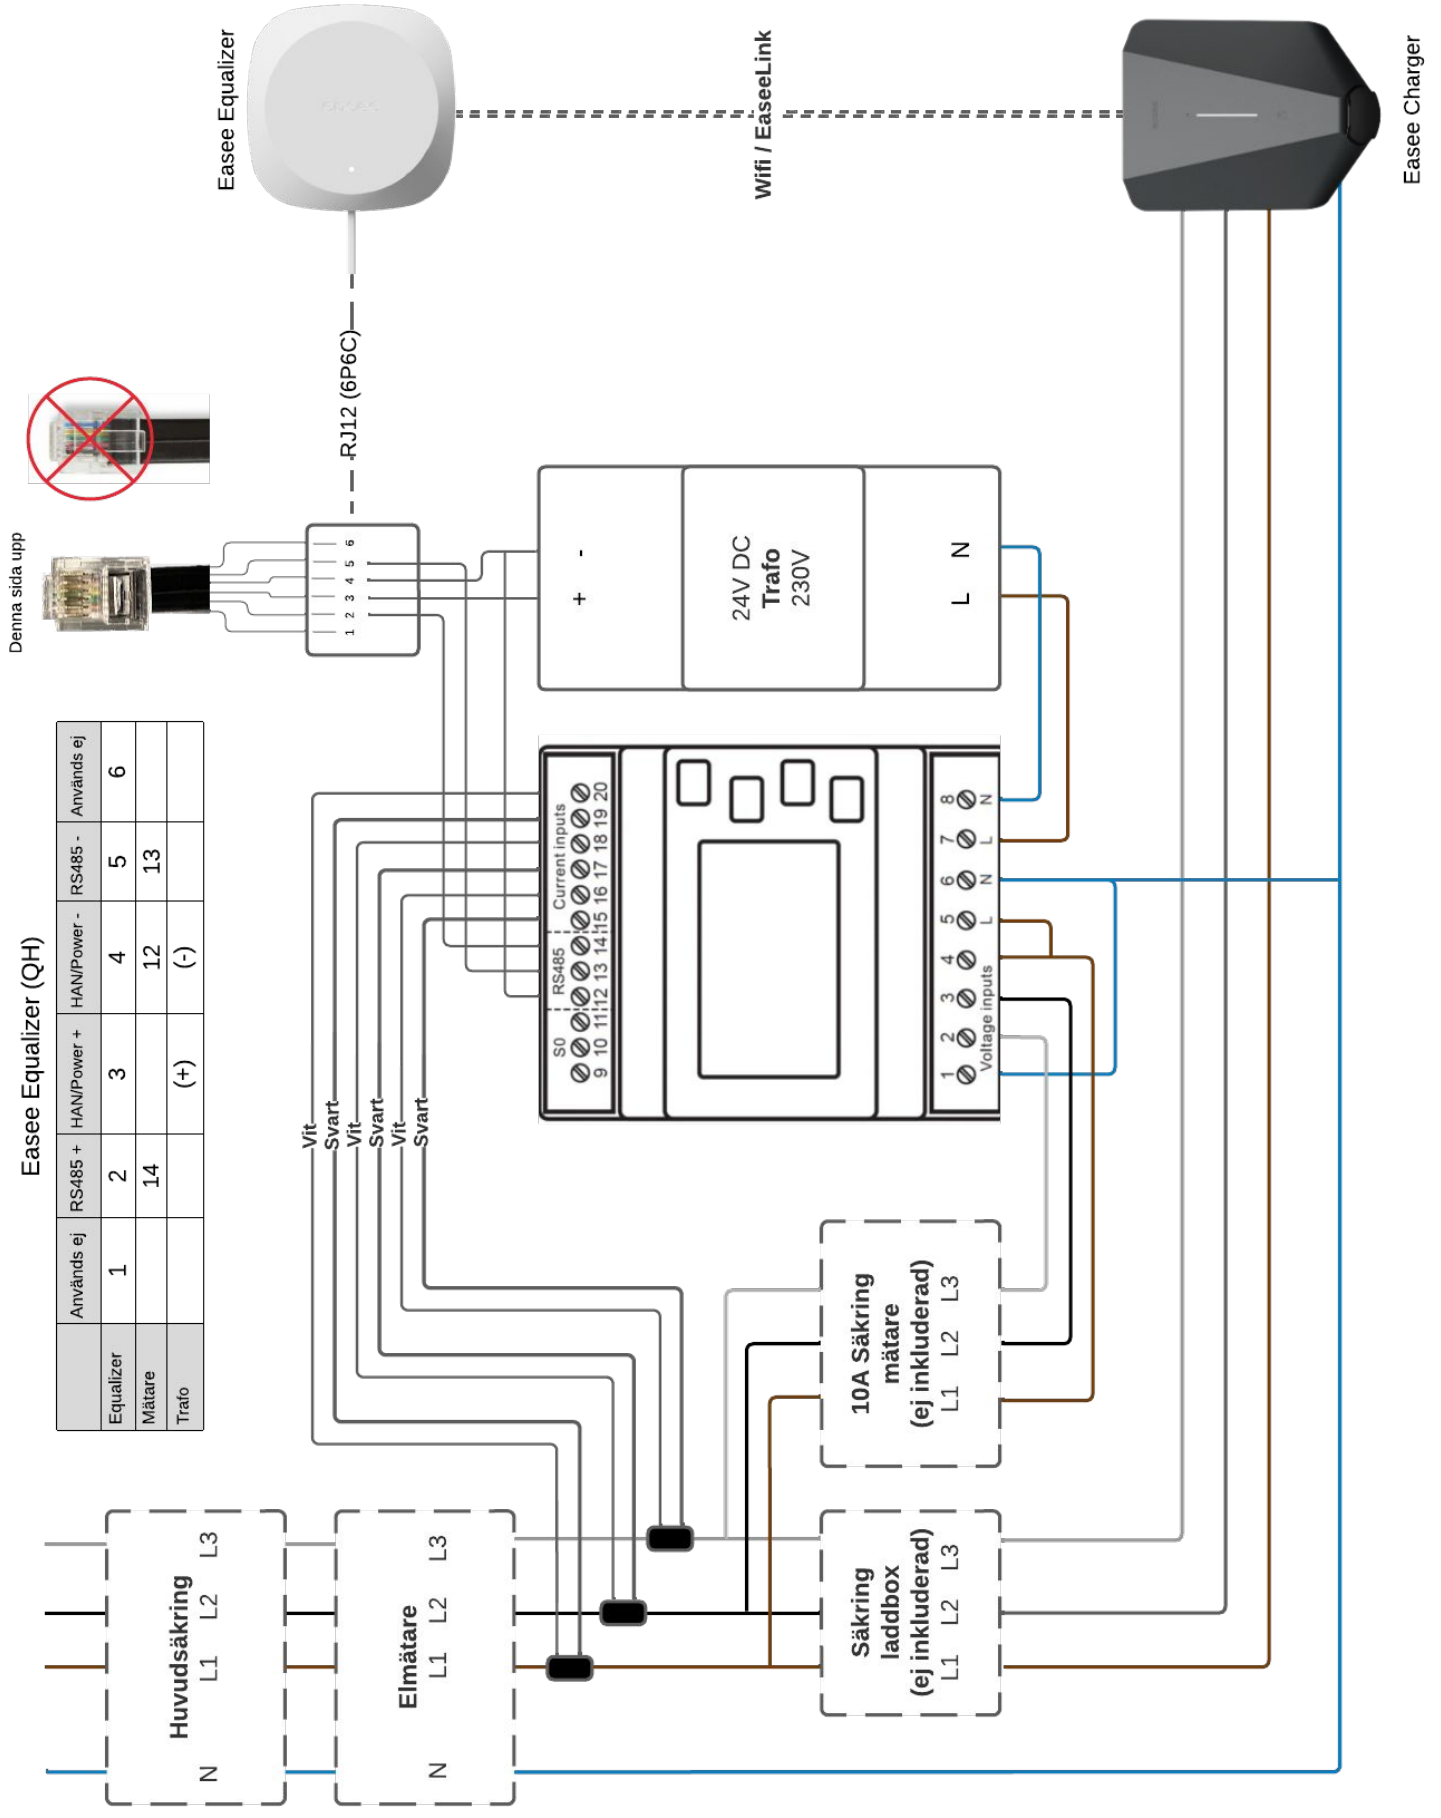 Easee Equalizer (QH)
Används ej RS485 + HAN/Power + HAN/Power - RS485 - Används ej
Equalizer 1 2 3 4 5 6
Mätare 14 12 13
Trafo (+) (-)
Denna sida upp
Easee Equalizer
RJ12 (6P6C)
1 2 3 4 5 6
Wifi / EaseeLink
Easee Charger
Huvudsäkring
N L1 L2 L3
Elmätare
N L1 L2 L3
Vit
Svart
Vit
Svart
Vit
Svart
S0 RS485 Current inputs
9 10 11 12 13 14 15 16 17 18 19 20
+ -
24V DC
Trafo
230V
L N
1 2 3 4 5 6 7 8
Voltage inputs L N L N
10A Säkring
mätare
(ej inkluderad)
L1 L2 L3
Säkring
laddbox
(ej inkluderad)
L1 L2 L3